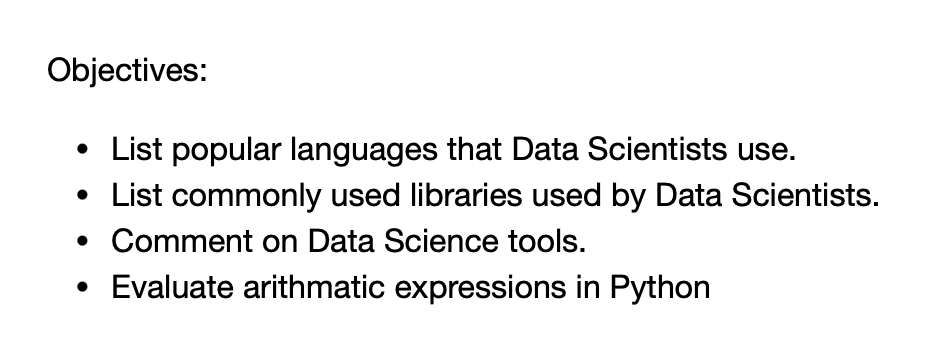 Objectives:
• List popular languages that Data Scientists use.
• List commonly used libraries used by Data Scientists.
• Comment on Data Science tools.
• Evaluate arithmatic expressions in Python